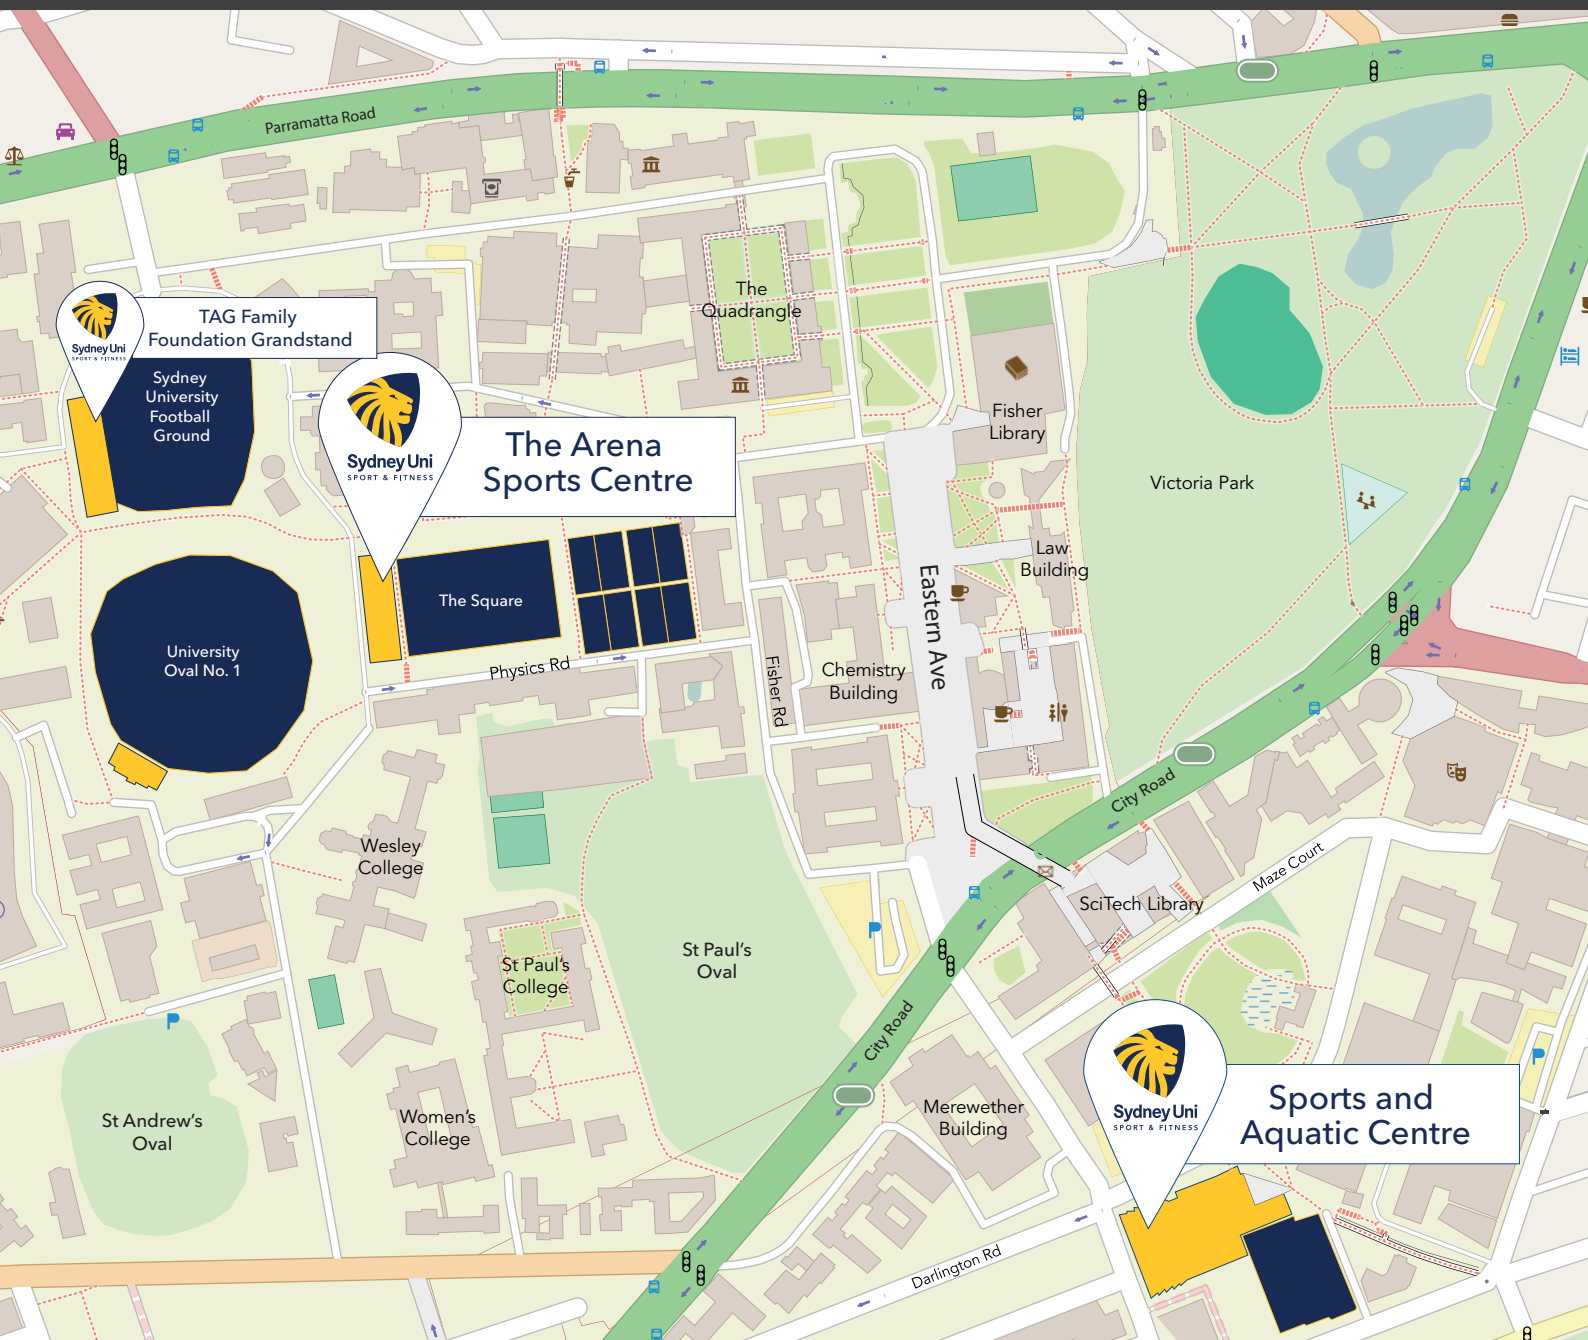 Parramatta Road
The
Quadrangle
TAG Family
Foundation Grandstand
Sydney Uni
SPORT & FITNESS
Sydney
University
Football
Ground
Sydney Uni
SPORT & FITNESS
The Arena
Sports Centre
Fisher
Library
Victoria Park
Law
Building
Eastern Ave
The Square
University
Oval No. 1
Physics Rd
Fisher Rd
Chemistry
Building
City Road
Wesley
College
Maze Court
SciTech Library
St Paul's
College
St Paul's
Oval
City Road
St Andrew's
Oval
Women's
College
Merewether
Building
Sydney Uni
SPORT & FITNESS
Sports and
Aquatic Centre
Darlington Rd